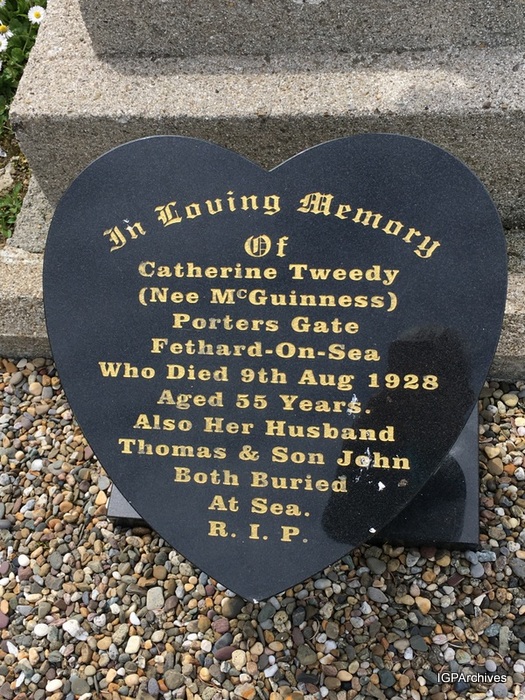 In Loving Memory
Of
Catherine Tweedy
(Nee McGuinness)
Porters Gate
Fethard-On-Sea
Who Died 9th Aug 1928
Aged 55 Years.
Also Her Husband
Thomas & Son John
Both Buried
At Sea.
R. I. P.
IGPArchives